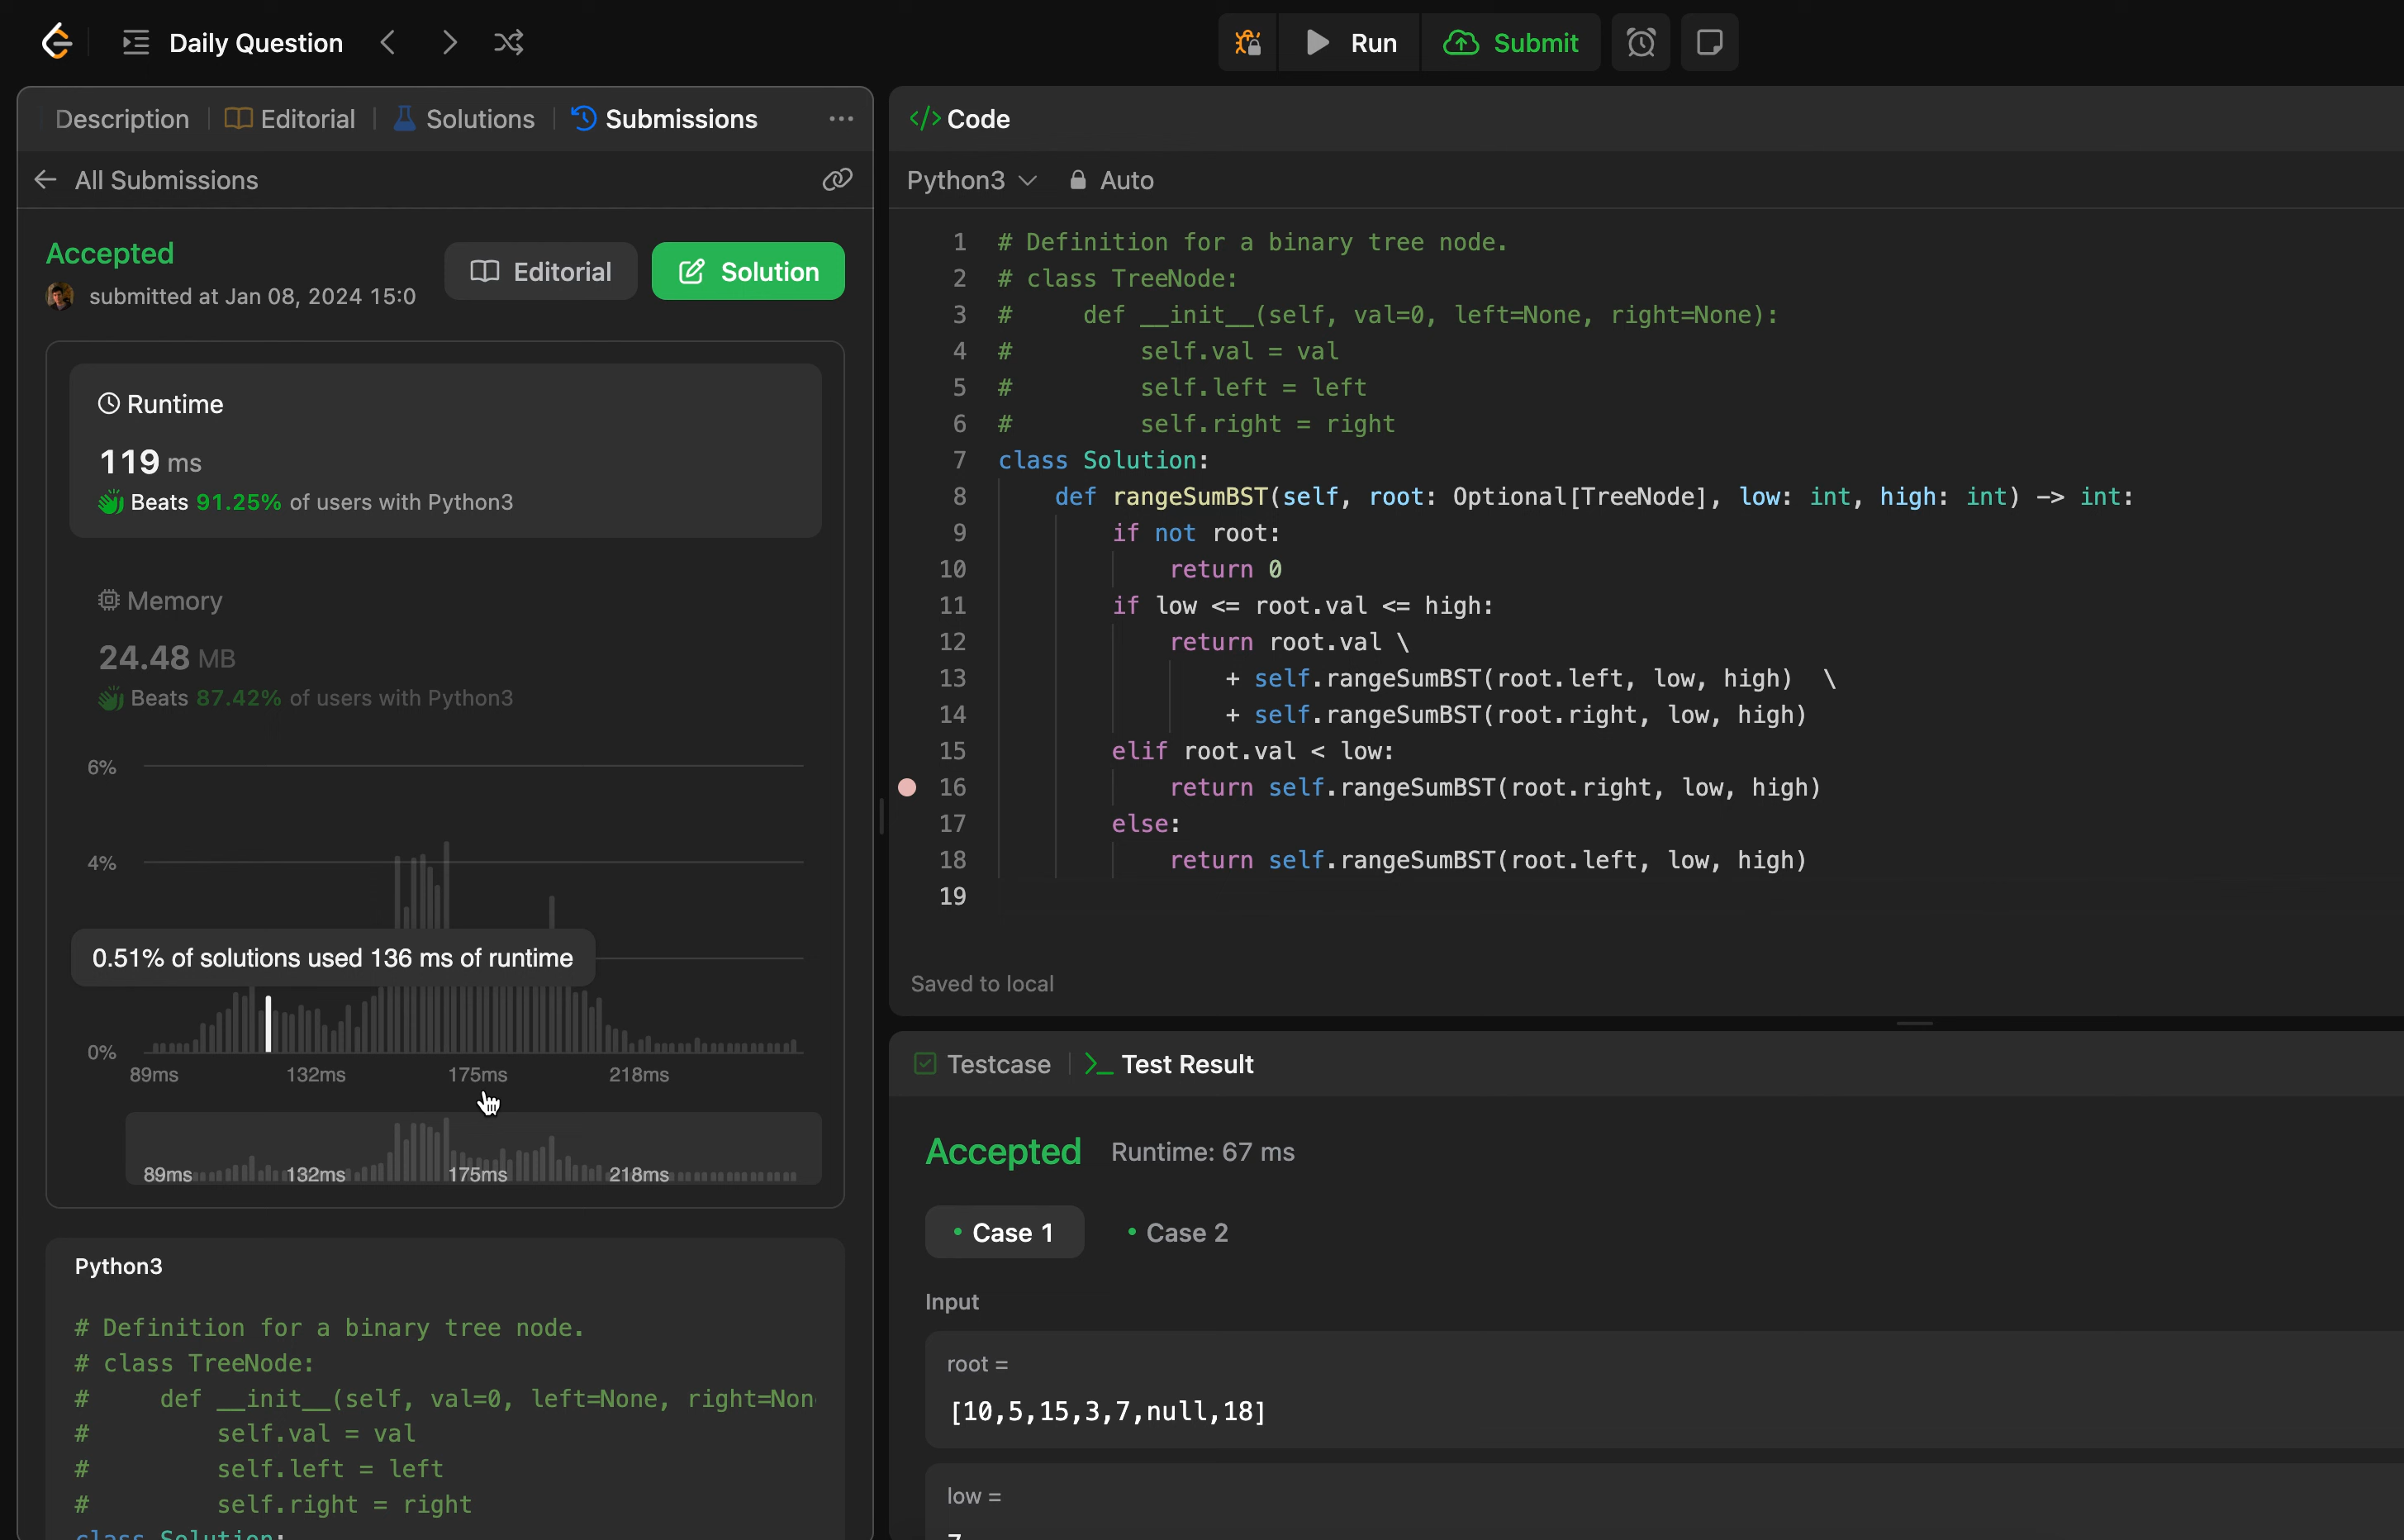 Daily Question
Run
Submit
Description
Editorial
Solutions
Submissions
All Submissions
Accepted
submitted at Jan 08, 2024 15:0
Editorial
Solution
Runtime
119 ms
Beats 91.25% of users with Python3
Memory
24.48 MB
Beats 87.42% of users with Python3
6%
4%
0.51% of solutions used 136 ms of runtime
0%
89ms 132ms 175ms 218ms
89ms 132ms 175ms 218ms
Python3
# Definition for a binary tree node.
# class TreeNode:
#     def __init__(self, val=0, left=None, right=Non
#         self.val = val
#         self.left = left
#         self.right = right
class Solution:
</> Code
Python3
Auto
1 # Definition for a binary tree node.
2 # class TreeNode:
3 #     def __init__(self, val=0, left=None, right=None):
4 #         self.val = val
5 #         self.left = left
6 #         self.right = right
7 class Solution:
8     def rangeSumBST(self, root: Optional[TreeNode], low: int, high: int) -> int:
9         if not root:
10             return 0
11         if low <= root.val <= high:
12             return root.val \
13                 + self.rangeSumBST(root.left, low, high)  \
14                 + self.rangeSumBST(root.right, low, high)
15         elif root.val < low:
16             return self.rangeSumBST(root.right, low, high)
17         else:
18             return self.rangeSumBST(root.left, low, high)
19
Saved to local
Testcase
Test Result
Accepted
Runtime: 67 ms
Case 1
Case 2
Input
root =
[10,5,15,3,7,null,18]
low =